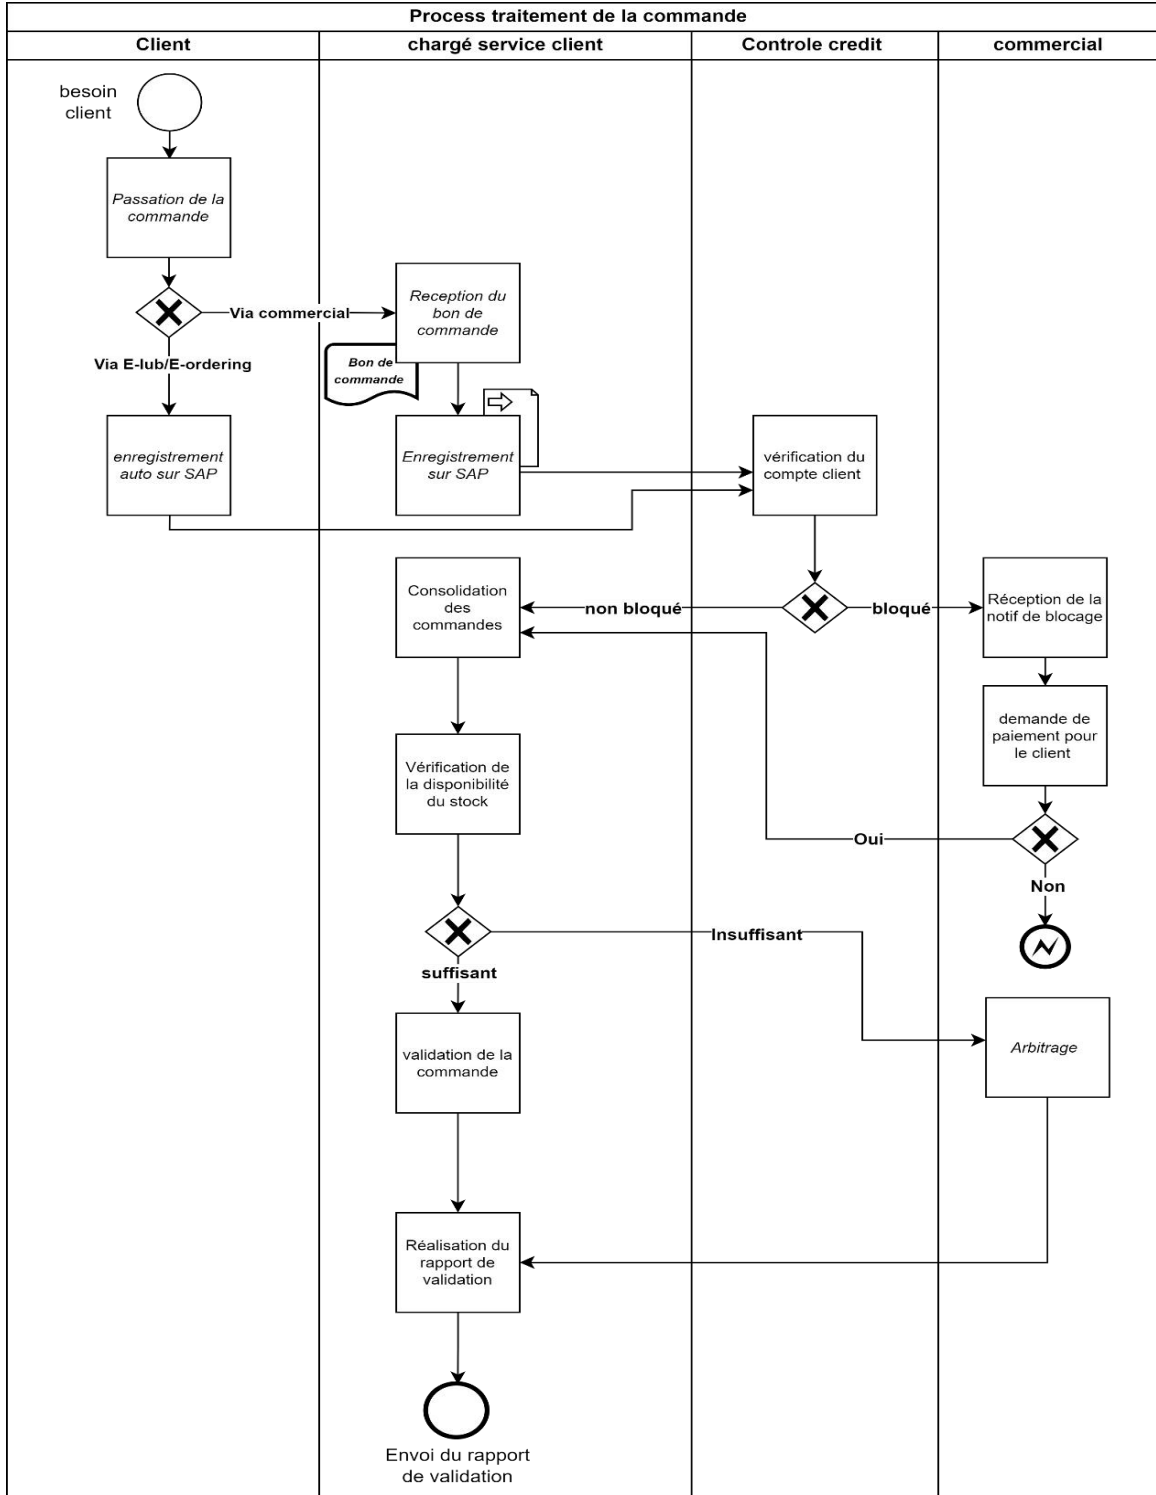 Process traitement de la commande
Client
chargé service client
Controle credit
commercial
besoin
client
Passation de la
commande
Via commercial
Reception du
bon de
commande
Via E-lub/E-ordering
Bon de
commande
enregistrement
auto sur SAP
Enregistrement
sur SAP
vérification du
compte client
Consolidation
des
commandes
non bloqué
bloqué
Réception de la
notif de blocage
demande de
paiement pour
le client
Vérification de
la disponibilité
du stock
Oui
Non
Insuffisant
suffisant
validation de la
commande
Arbitrage
Réalisation du
rapport de
validation
Envoi du rapport
de validation